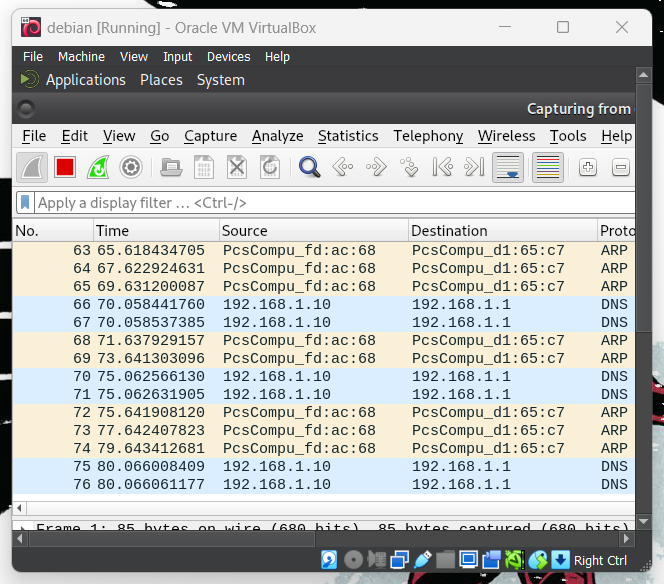 debian [Running] - Oracle VM VirtualBox
File Machine View Input Devices Help
Applications Places System
Capturing from
File Edit View Go Capture Analyze Statistics Telephony Wireless Tools Help
Apply a display filter … <Ctrl-/>
No. Time Source Destination Proto
63 65.618434705 PcsCompu_fd:ac:68 PcsCompu_d1:65:c7 ARP
64 67.622924631 PcsCompu_fd:ac:68 PcsCompu_d1:65:c7 ARP
65 69.631200087 PcsCompu_fd:ac:68 PcsCompu_d1:65:c7 ARP
66 70.058441760 192.168.1.10 192.168.1.1 DNS
67 70.058537385 192.168.1.10 192.168.1.1 DNS
68 71.637929157 PcsCompu_fd:ac:68 PcsCompu_d1:65:c7 ARP
69 73.641303096 PcsCompu_fd:ac:68 PcsCompu_d1:65:c7 ARP
70 75.062566130 192.168.1.10 192.168.1.1 DNS
71 75.062631905 192.168.1.10 192.168.1.1 DNS
72 75.641908120 PcsCompu_fd:ac:68 PcsCompu_d1:65:c7 ARP
73 77.642407823 PcsCompu_fd:ac:68 PcsCompu_d1:65:c7 ARP
74 79.643412681 PcsCompu_fd:ac:68 PcsCompu_d1:65:c7 ARP
75 80.066008409 192.168.1.10 192.168.1.1 DNS
76 80.066061177 192.168.1.10 192.168.1.1 DNS
Frame 1: 85 bytes on wire (680 bits), 85 bytes captured (680 bits)
Right Ctrl